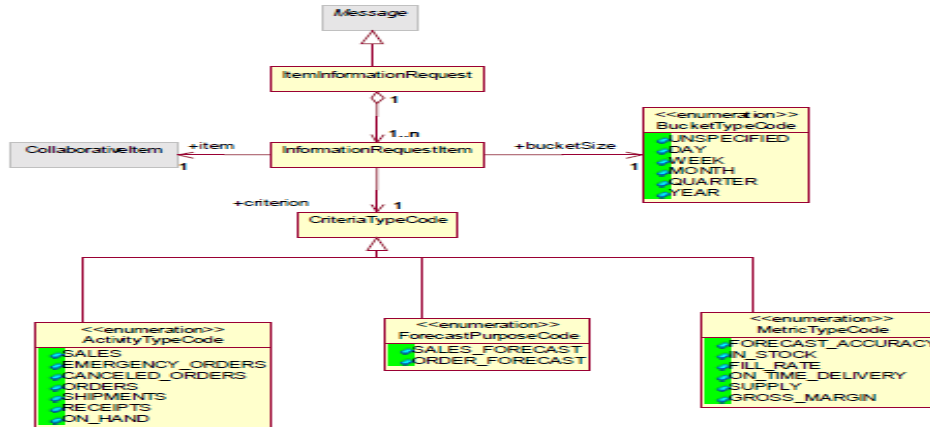 Message
ItemInformationRequest
1
1..n
CollaborativeItem
+item
1
InformationRequestItem
+bucketSize
1
<<enumeration>>
BucketTypeCode
UNSPECIFIED
DAY
WEEK
MONTH
QUARTER
YEAR
+criterion
1
CriteriaTypeCode
<<enumeration>>
ActivityTypeCode
SALES
EMERGENCY_ORDERS
CANCELED_ORDERS
ORDERS
SHIPMENTS
RECEIPTS
ON_HAND
<<enumeration>>
ForecastPurposeCode
SALES_FORECAST
ORDER_FORECAST
<<enumeration>>
MetricTypeCode
FORECAST_ACCURACY
IN_STOCK
FILL_RATE
ON_TIME_DELIVERY
SUPPLY
GROSS_MARGIN